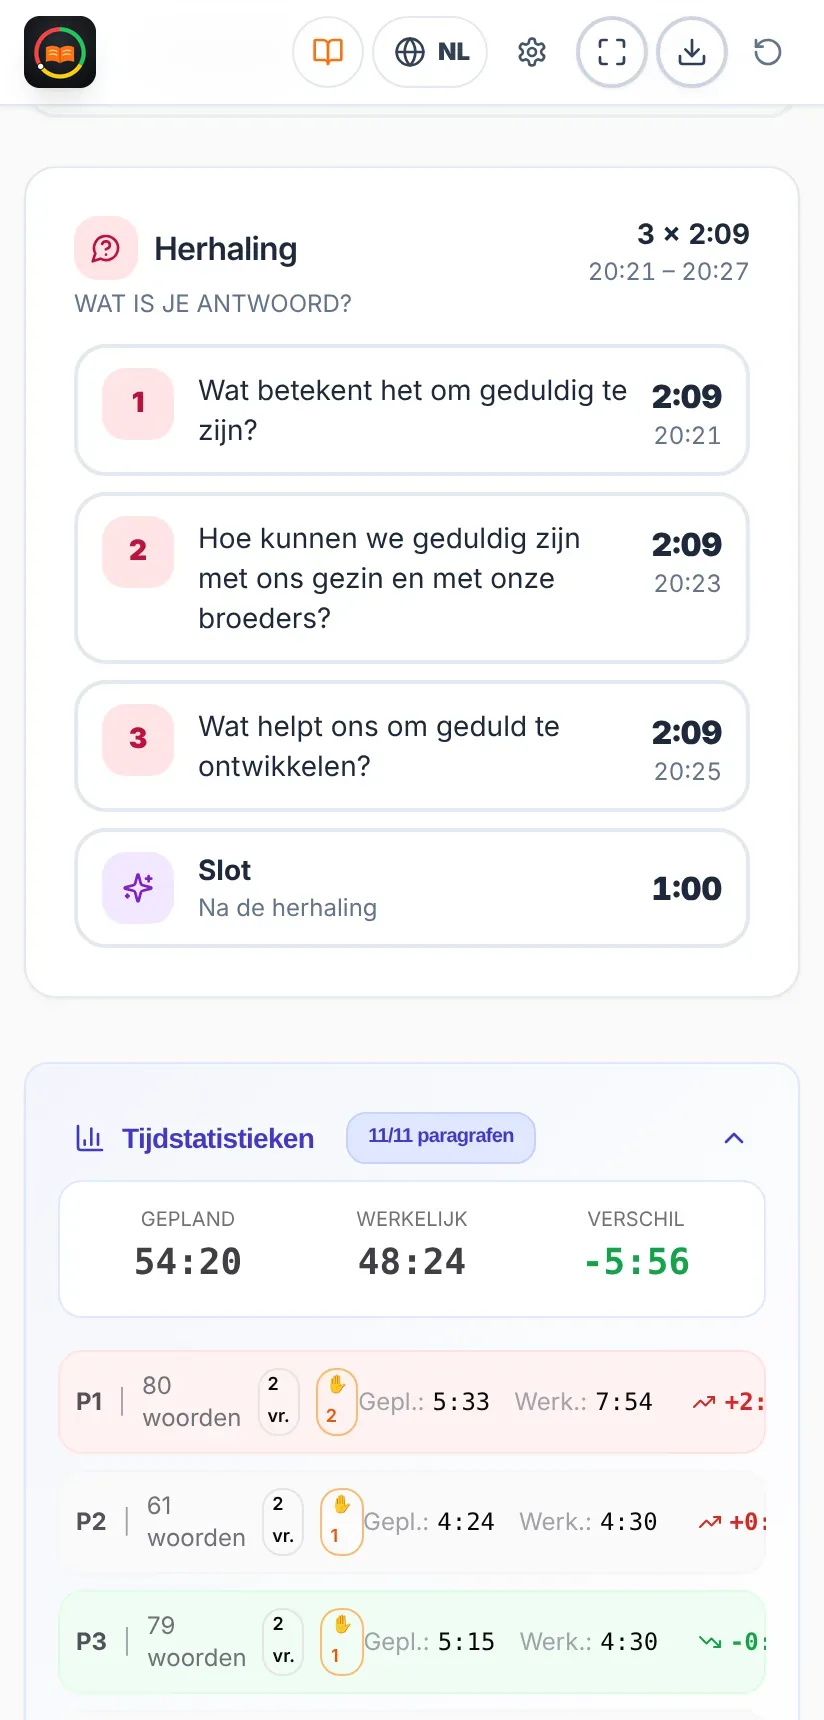 NL
Herhaling
3 × 2:09
20:21 – 20:27
WAT IS JE ANTWOORD?
1
Wat betekent het om geduldig te
zijn?
2:09
20:21
2
Hoe kunnen we geduldig zijn
met ons gezin en met onze
broeders?
2:09
20:23
3
Wat helpt ons om geduld te
ontwikkelen?
2:09
20:25
Slot
Na de herhaling
1:00
Tijdstatistieken
11/11 paragrafen
GEPLAND
WERKELIJK
VERSCHIL
54:20
48:24
-5:56
P1
80
woorden
2
vr.
✋
2
Gepl.: 5:33
Werk.: 7:54
+2:
P2
61
woorden
2
vr.
✋
1
Gepl.: 4:24
Werk.: 4:30
+0:
P3
79
woorden
2
vr.
✋
1
Gepl.: 5:15
Werk.: 4:30
-0: